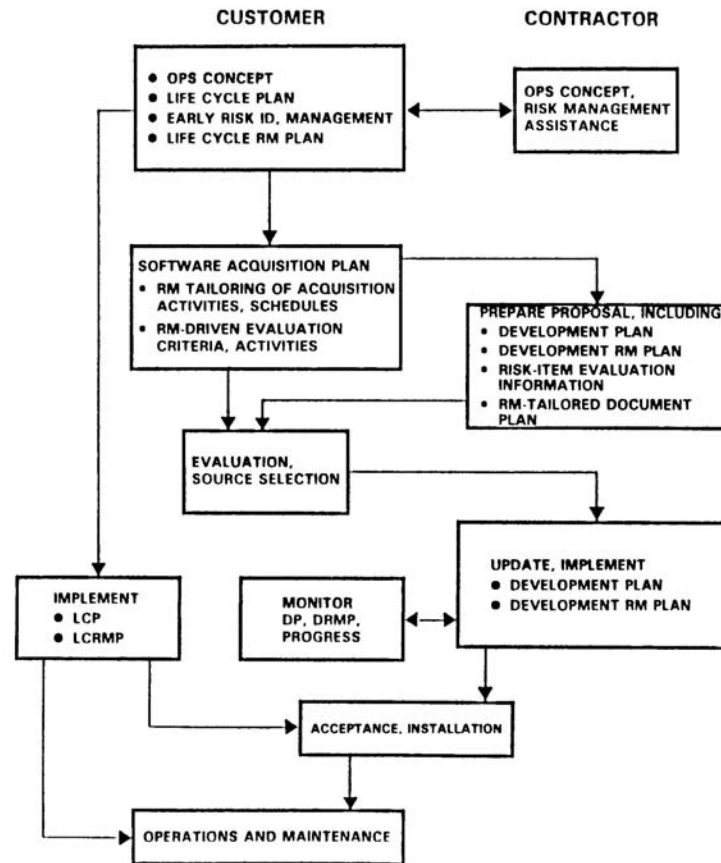 CUSTOMER
CONTRACTOR
● OPS CONCEPT
● LIFE CYCLE PLAN
● EARLY RISK ID, MANAGEMENT
● LIFE CYCLE RM PLAN
OPS CONCEPT,
RISK MANAGEMENT
ASSISTANCE
SOFTWARE ACQUISITION PLAN
• RM TAILORING OF ACQUISITION
ACTIVITIES, SCHEDULES
• RM-DRIVEN EVALUATION
CRITERIA, ACTIVITIES
PREPARE PROPOSAL, INCLUDING
• DEVELOPMENT PLAN
• DEVELOPMENT RM PLAN
• RISK-ITEM EVALUATION
INFORMATION
• RM-TAILORED DOCUMENT
PLAN
EVALUATION,
SOURCE SELECTION
UPDATE, IMPLEMENT
● DEVELOPMENT PLAN
● DEVELOPMENT RM PLAN
IMPLEMENT
● LCP
● LCRMP
MONITOR
DP, DRMP,
PROGRESS
ACCEPTANCE, INSTALLATION
OPERATIONS AND MAINTENANCE